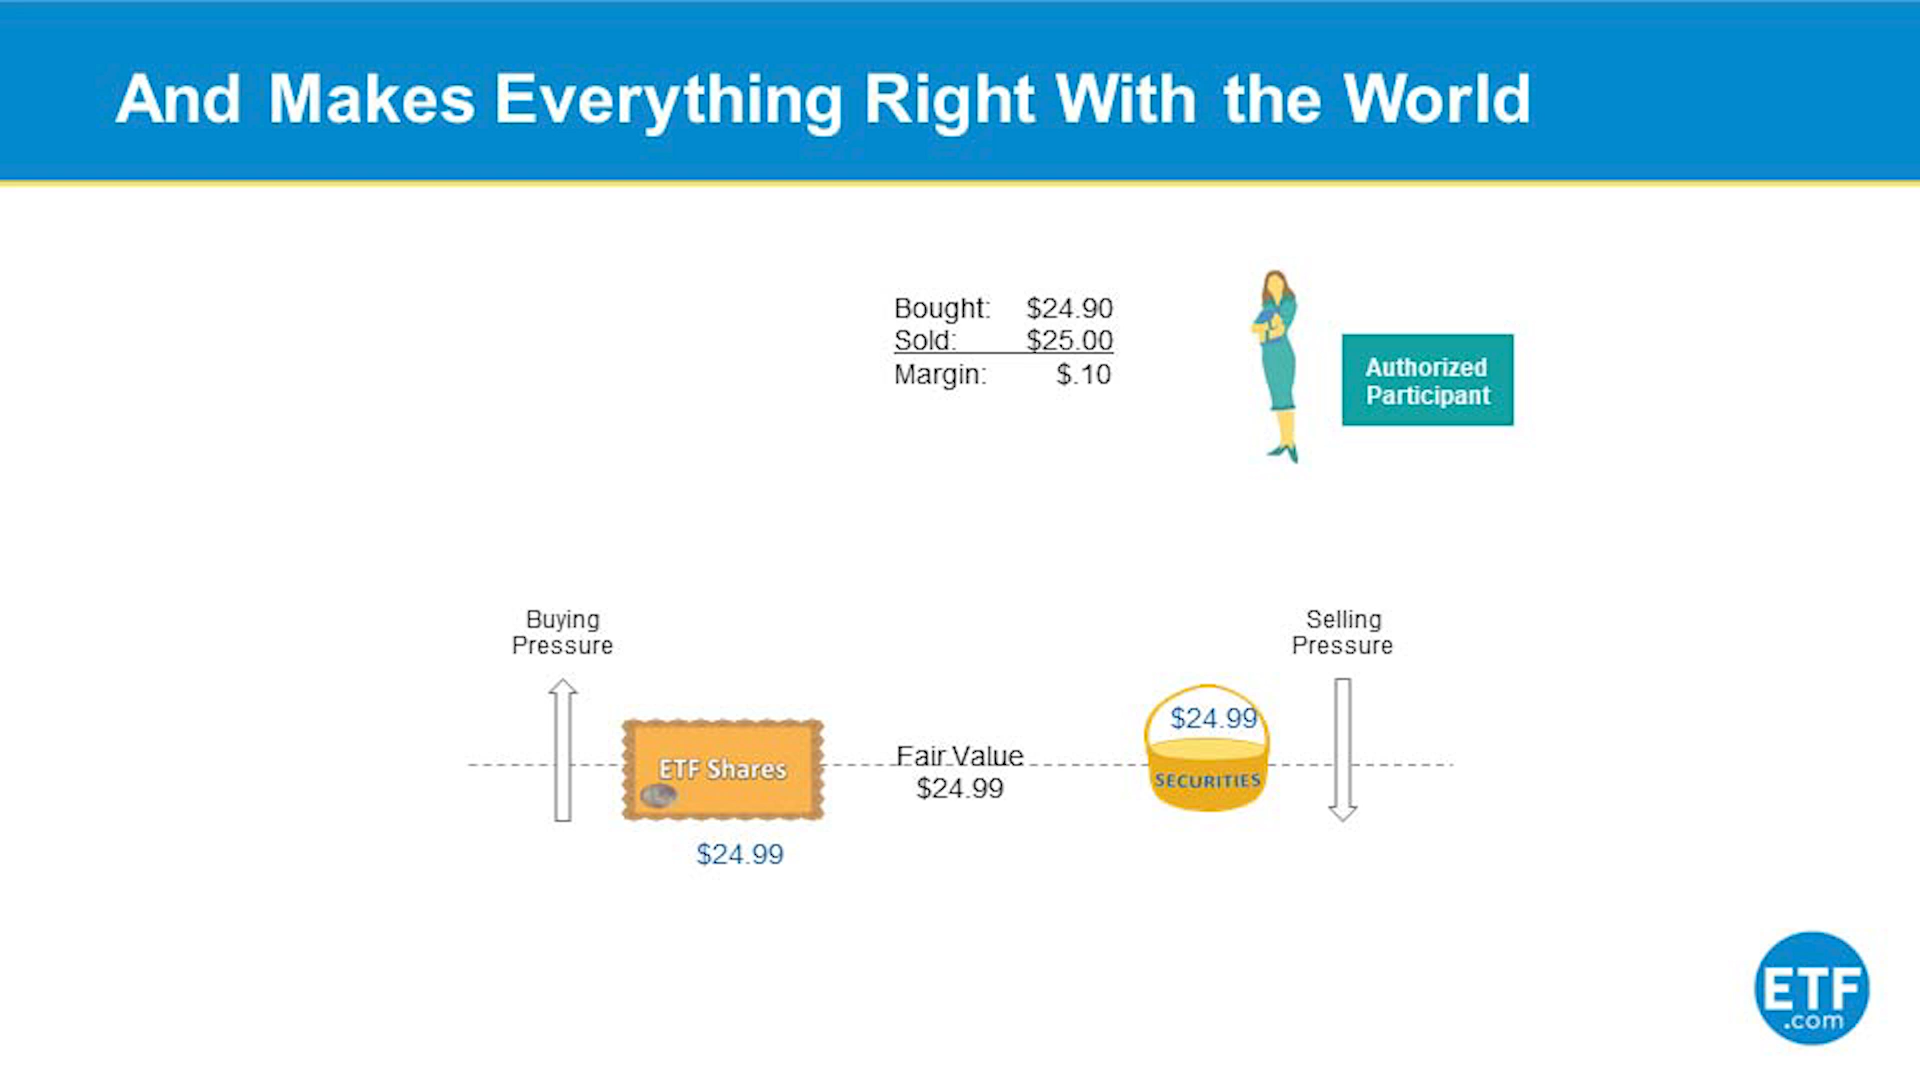 And Makes Everything Right With the World
Bought: $24.90
Sold: $25.00
Margin: $.10
Authorized
Participant
Buying
Pressure
Selling
Pressure
ETF Shares
$24.99
Fair Value
$24.99
$24.99
SECURITIES
ETF
.com